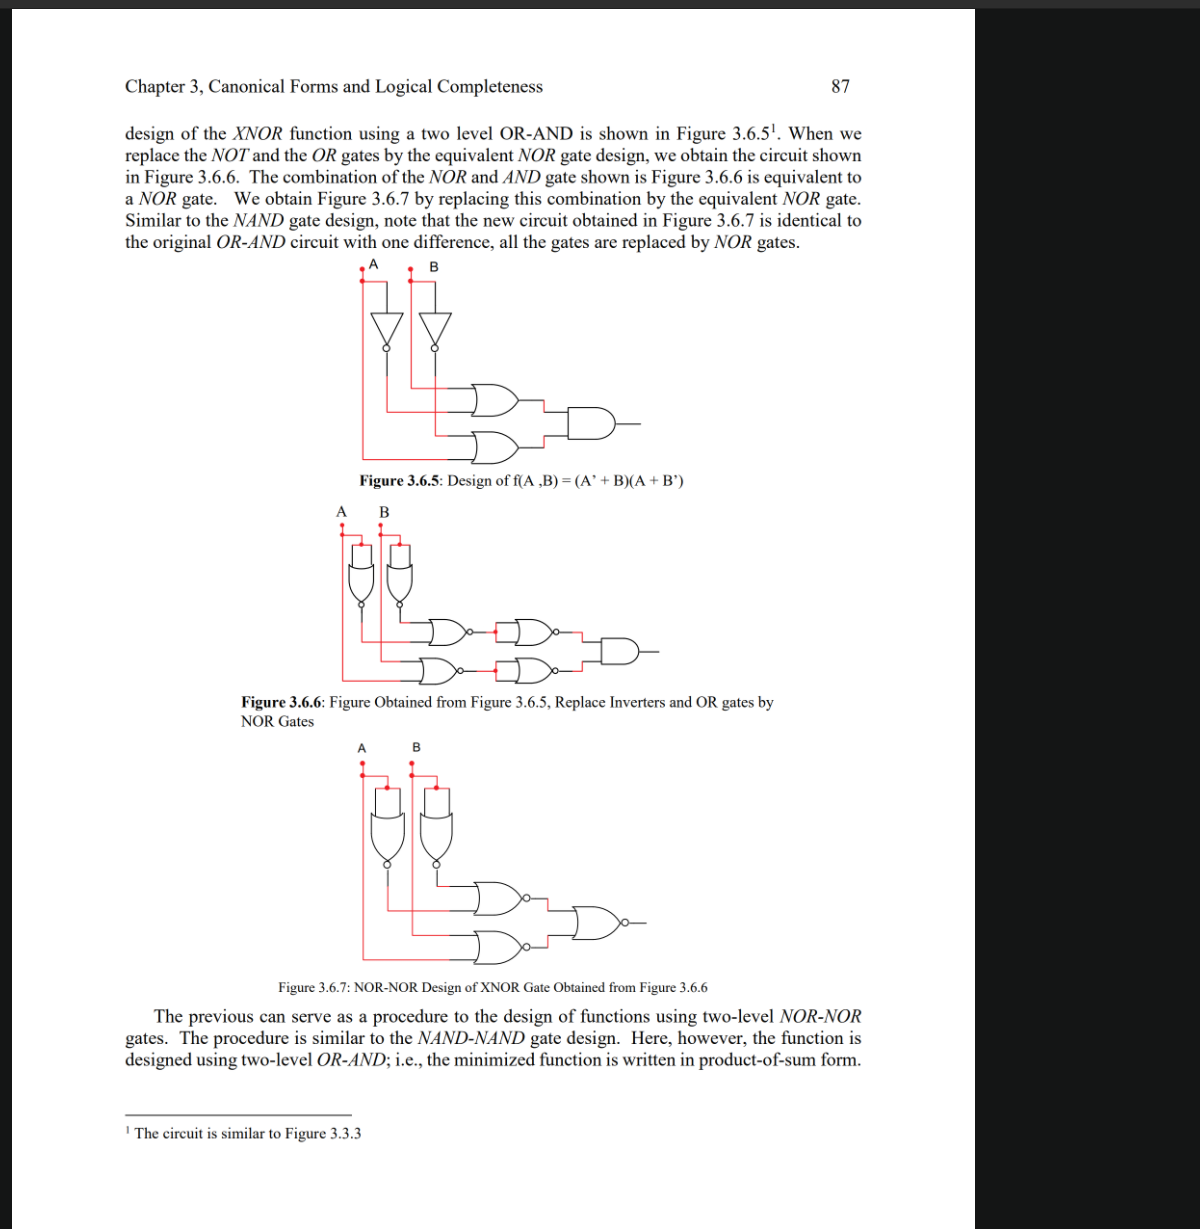 Chapter 3, Canonical Forms and Logical Completeness 87
design of the XNOR function using a two level OR-AND is shown in Figure 3.6.5¹. When we
replace the NOT and the OR gates by the equivalent NOR gate design, we obtain the circuit shown
in Figure 3.6.6. The combination of the NOR and AND gate shown is Figure 3.6.6 is equivalent to
a NOR gate. We obtain Figure 3.6.7 by replacing this combination by the equivalent NOR gate.
Similar to the NAND gate design, note that the new circuit obtained in Figure 3.6.7 is identical to
the original OR-AND circuit with one difference, all the gates are replaced by NOR gates.
A B
Figure 3.6.5: Design of f(A ,B) = (A’ + B)(A + B’)
A B
Figure 3.6.6: Figure Obtained from Figure 3.6.5, Replace Inverters and OR gates by
NOR Gates
A B
Figure 3.6.7: NOR-NOR Design of XNOR Gate Obtained from Figure 3.6.6
The previous can serve as a procedure to the design of functions using two-level NOR-NOR
gates. The procedure is similar to the NAND-NAND gate design. Here, however, the function is
designed using two-level OR-AND; i.e., the minimized function is written in product-of-sum form.
¹ The circuit is similar to Figure 3.3.3